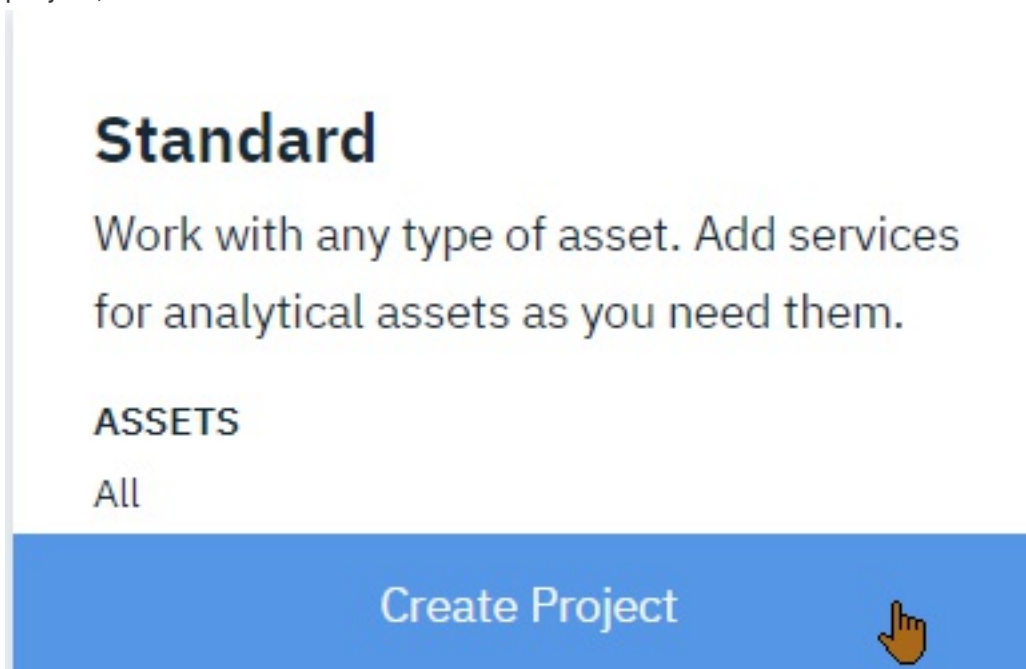 Standard
Work with any type of asset. Add services
for analytical assets as you need them.
ASSETS
All
Create Project